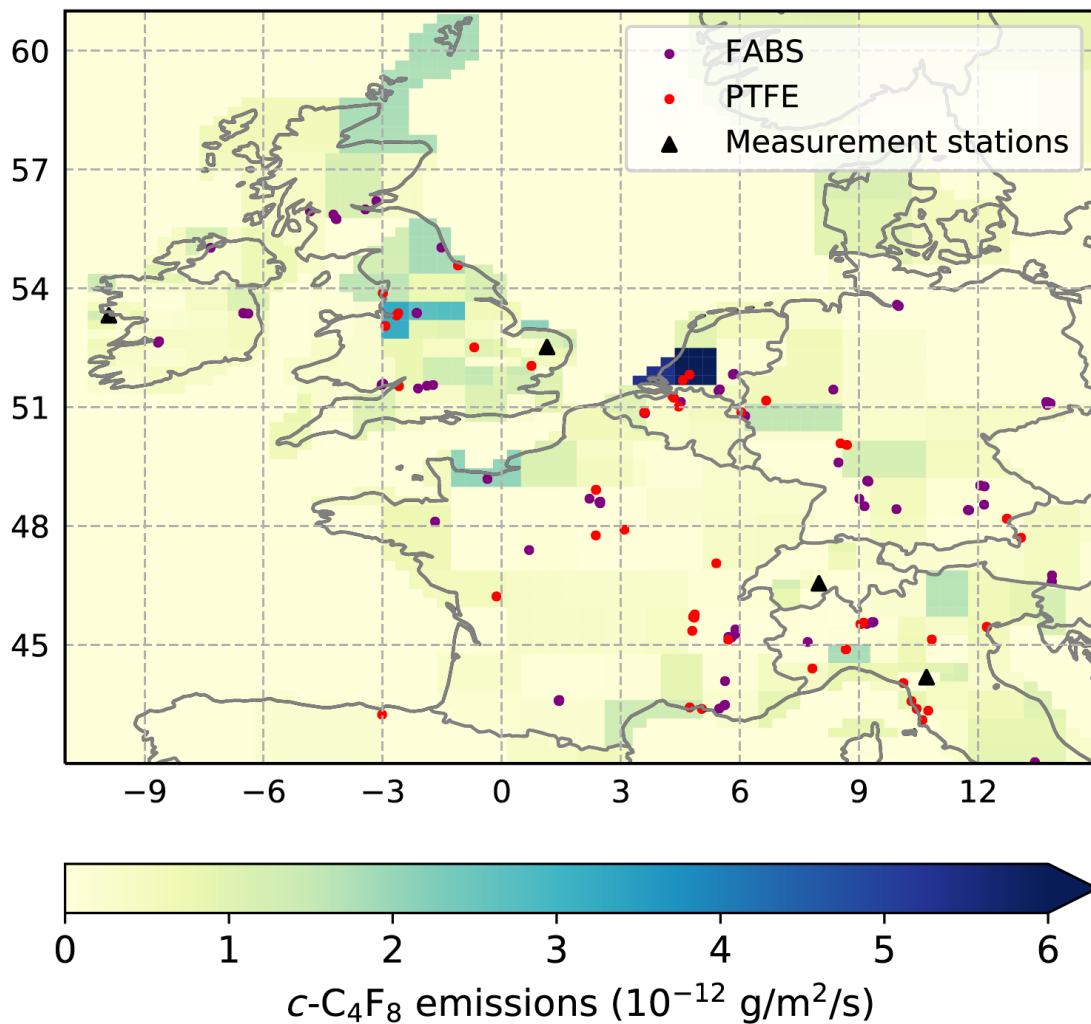 FABS
PTFE
Measurement stations
60
57
54
51
48
45
−9 −6 −3 0 3 6 9 12
0 1 2 3 4 5 6
c-C₄F₈ emissions (10⁻¹² g/m²/s)